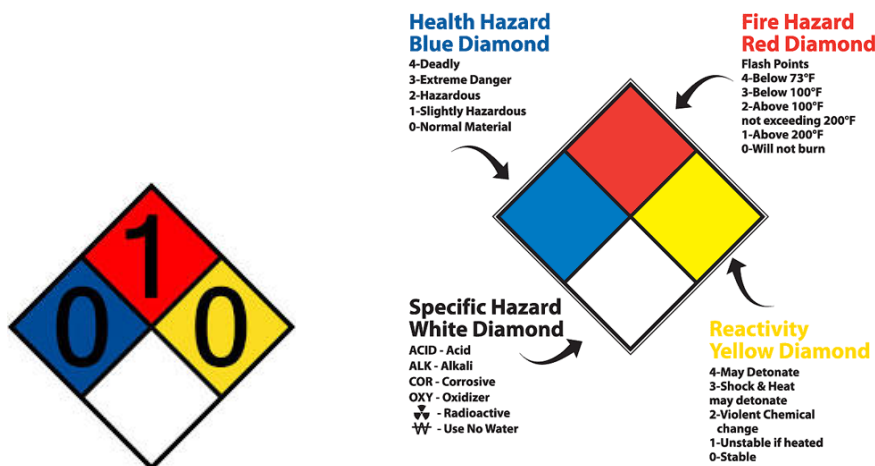 Health Hazard
Blue Diamond
4-Deadly
3-Extreme Danger
2-Hazardous
1-Slightly Hazardous
0-Normal Material
Fire Hazard
Red Diamond
Flash Points
4-Below 73°F
3-Below 100°F
2-Above 100°F
not exceeding 200°F
1-Above 200°F
0-Will not burn
1
0
0
Specific Hazard
White Diamond
ACID - Acid
ALK - Alkali
COR - Corrosive
OXY - Oxidizer
- Radioactive
W - Use No Water
Reactivity
Yellow Diamond
4-May Detonate
3-Shock & Heat
may detonate
2-Violent Chemical
change
1-Unstable if heated
0-Stable